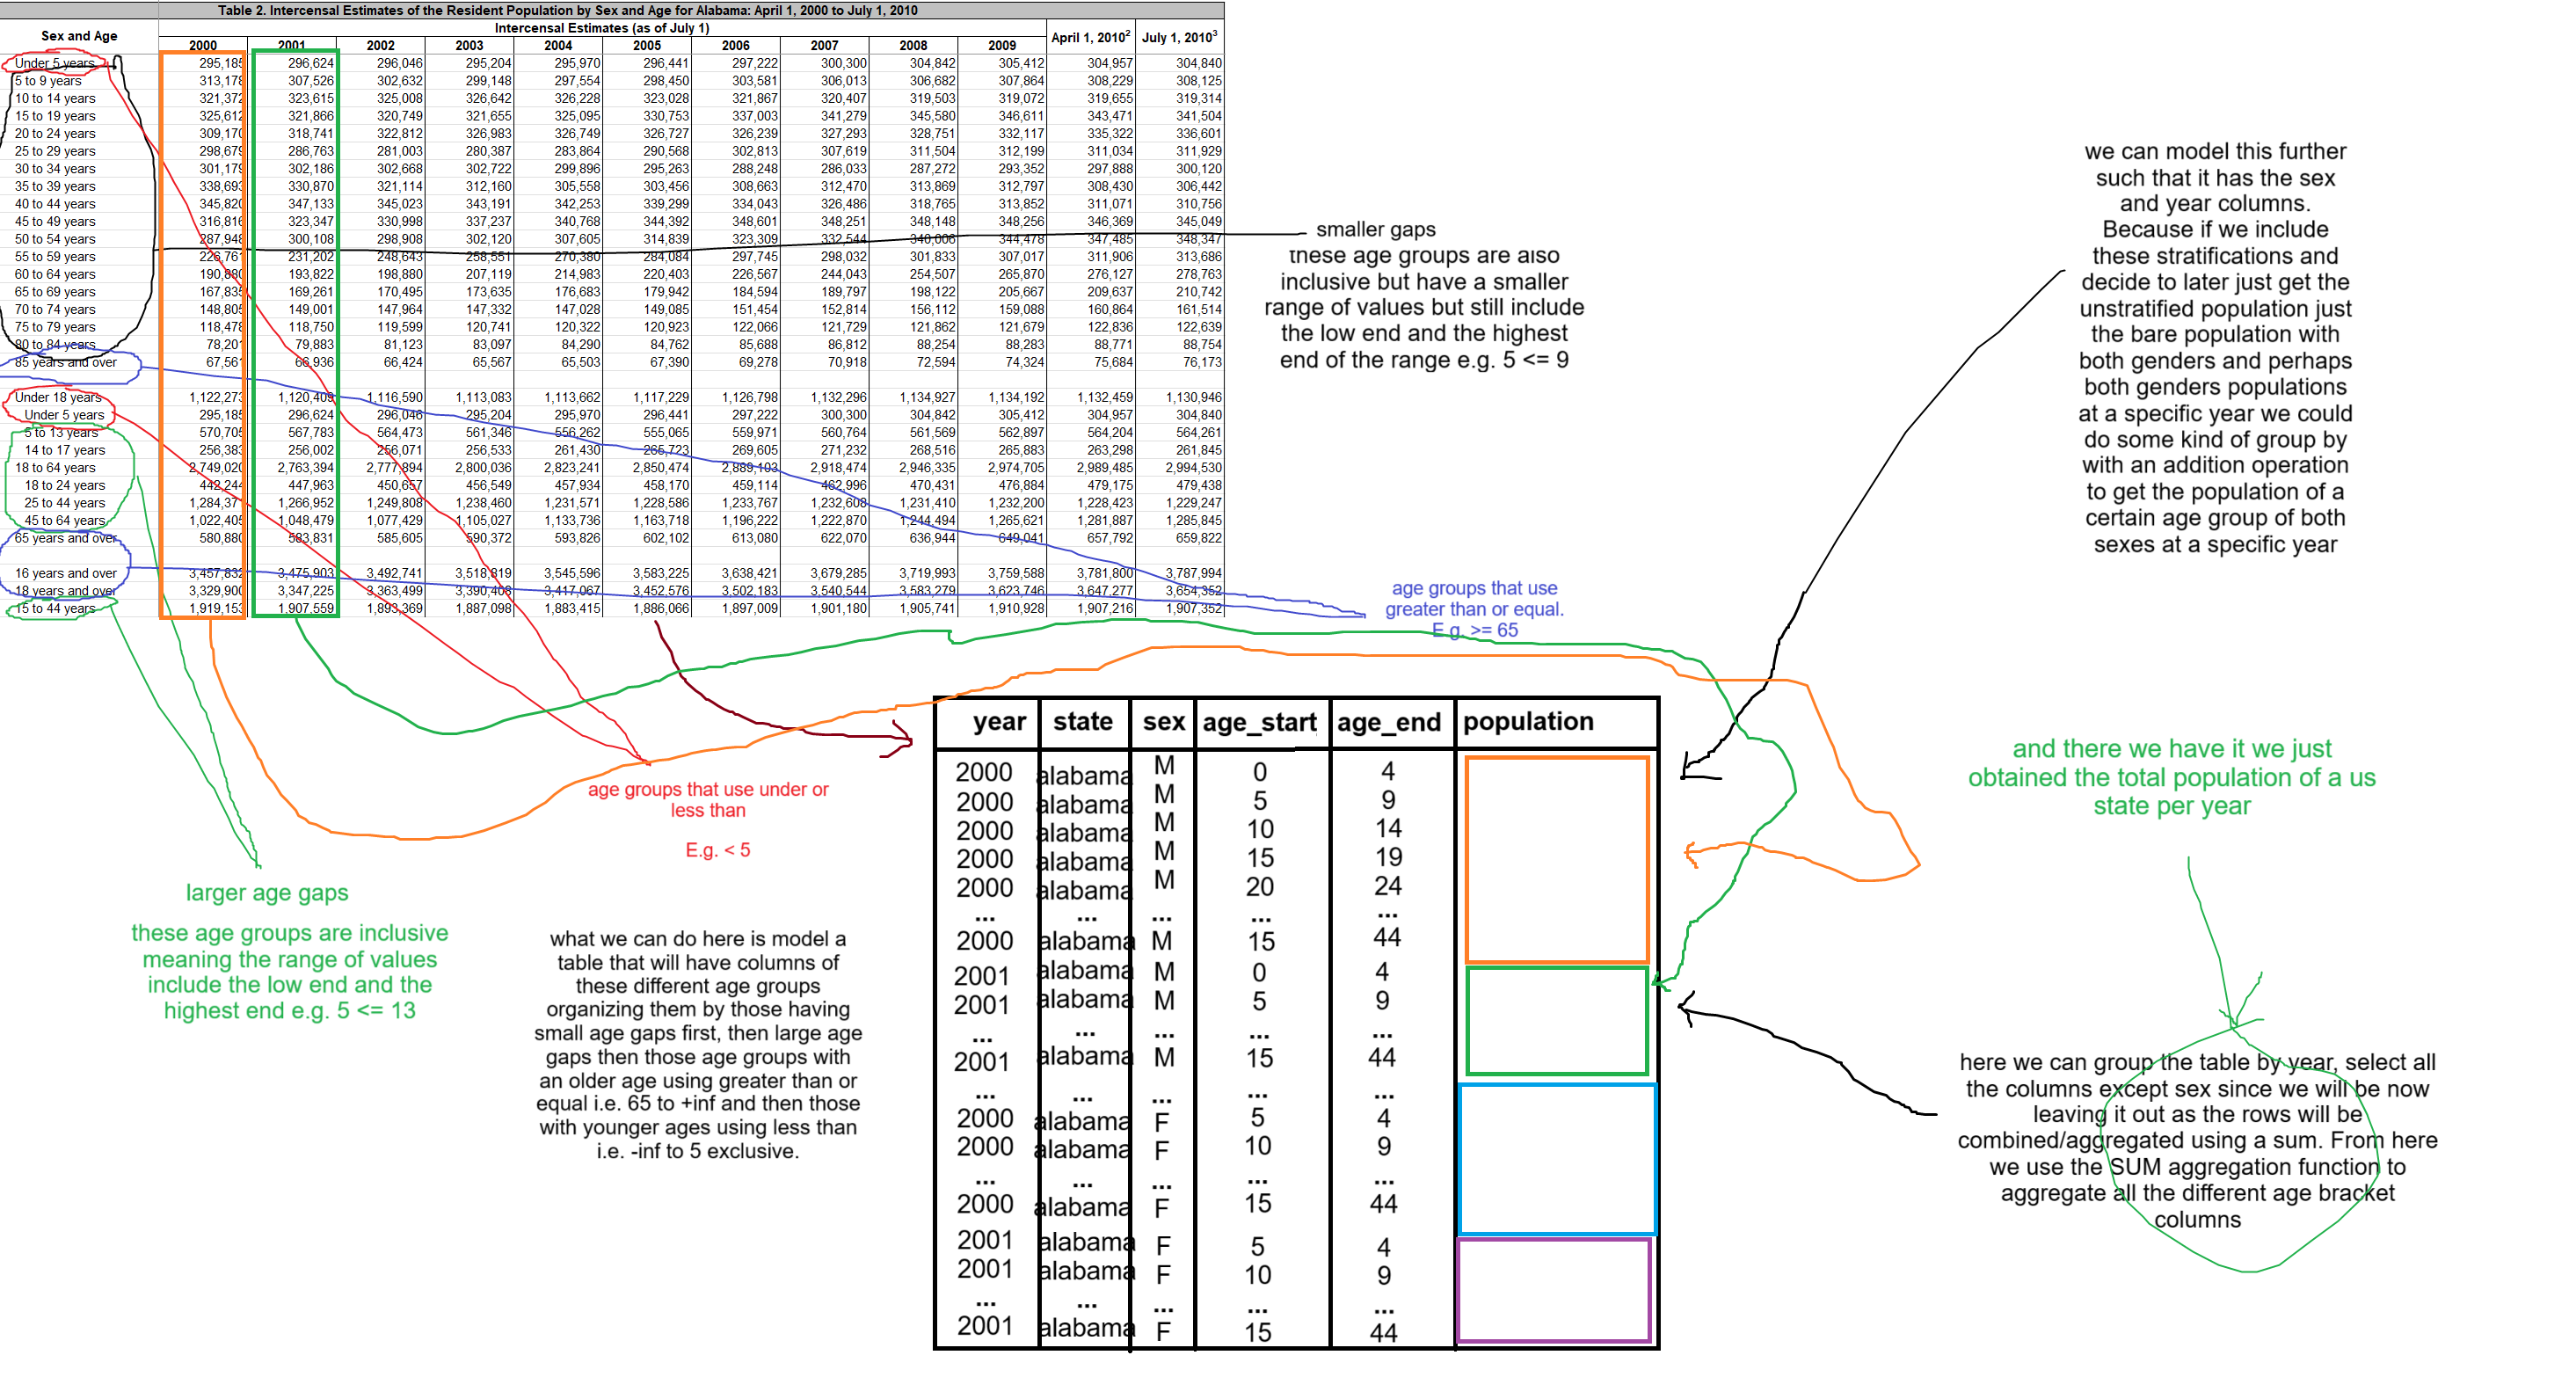 Table 2. Intercensal Estimates of the Resident Population by Sex and Age for Alabama: April 1, 2000 to July 1, 2010
Sex and Age
Intercensal Estimates (as of July 1)
April 1, 2010² July 1, 2010³
2000 2001 2002 2003 2004 2005 2006 2007 2008 2009
Under 5 years 295,185 296,624 296,046 295,204 295,970 296,441 297,222 300,300 304,842 305,412 304,957 304,840
5 to 9 years 313,178 307,526 302,632 299,148 297,554 298,450 303,581 306,013 306,682 307,864 308,229 308,125
10 to 14 years 321,372 323,615 325,008 326,642 326,228 323,028 321,867 320,407 319,503 319,072 319,655 319,314
15 to 19 years 325,612 321,866 320,749 321,655 325,095 330,753 337,003 341,279 345,580 346,611 343,471 341,504
20 to 24 years 309,170 318,741 322,812 326,983 326,749 326,727 326,239 327,293 328,751 332,117 335,322 336,601
25 to 29 years 298,679 286,763 281,003 280,387 283,864 290,568 302,813 307,619 311,504 312,199 311,034 311,929
30 to 34 years 301,179 302,186 302,668 302,722 299,896 295,263 288,248 286,033 287,272 293,352 297,888 300,120
35 to 39 years 338,693 330,870 321,114 312,160 305,558 303,456 308,663 312,470 313,869 312,797 308,430 306,442
40 to 44 years 345,820 347,133 345,023 343,191 342,253 339,299 334,043 326,486 318,765 313,852 311,071 310,756
45 to 49 years 316,816 323,347 330,998 337,237 340,768 344,392 348,601 348,251 348,148 348,256 346,369 345,049
50 to 54 years 287,948 300,108 298,908 302,120 307,605 314,839 323,309 332,544 340,006 344,478 347,485 348,347
55 to 59 years 226,767 231,202 248,643 258,551 270,380 284,084 297,745 298,032 301,833 307,017 311,906 313,686
60 to 64 years 190,880 193,822 198,880 207,119 214,983 220,403 226,567 244,043 254,507 265,870 276,127 278,763
65 to 69 years 167,835 169,261 170,495 173,635 176,683 179,942 184,594 189,797 198,122 205,667 209,637 210,742
70 to 74 years 148,805 149,001 147,964 147,332 147,028 149,085 151,454 152,814 156,112 159,088 160,864 161,514
75 to 79 years 118,478 118,750 119,599 120,741 120,322 120,923 122,066 121,729 121,862 121,679 122,836 122,639
80 to 84 years 78,201 79,883 81,123 83,097 84,290 84,762 85,688 86,812 88,254 88,283 88,771 88,754
85 years and over 67,561 66,936 66,424 65,567 65,503 67,390 69,278 70,918 72,594 74,324 75,684 76,173
Under 18 years 1,122,273 1,120,409 1,116,590 1,113,083 1,113,662 1,117,229 1,126,798 1,132,296 1,134,927 1,134,192 1,132,459 1,130,946
Under 5 years 295,185 296,624 296,046 295,204 295,970 296,441 297,222 300,300 304,842 305,412 304,957 304,840
5 to 13 years 570,705 567,783 564,473 561,346 556,262 555,065 559,971 560,764 561,569 562,897 564,204 564,261
14 to 17 years 256,383 256,002 256,071 256,533 261,430 265,723 269,605 271,232 268,516 265,883 263,298 261,845
18 to 64 years 2,749,020 2,763,394 2,777,894 2,800,036 2,823,241 2,850,474 2,889,103 2,918,474 2,946,335 2,974,705 2,989,485 2,994,530
18 to 24 years 442,244 447,963 450,657 456,549 457,934 458,170 459,114 462,996 470,431 476,884 479,175 479,438
25 to 44 years 1,284,371 1,266,952 1,249,808 1,238,460 1,231,571 1,228,586 1,233,767 1,232,608 1,231,410 1,232,200 1,228,423 1,229,247
45 to 64 years 1,022,405 1,048,479 1,077,429 1,105,027 1,133,736 1,163,718 1,196,222 1,222,870 1,244,494 1,265,621 1,281,887 1,285,845
65 years and over 580,880 583,831 585,605 590,372 593,826 602,102 613,080 622,070 636,944 649,041 657,792 659,822
16 years and over 3,457,832 3,475,903 3,492,741 3,518,819 3,545,596 3,583,225 3,638,421 3,679,285 3,719,993 3,759,588 3,781,800 3,787,994
18 years and over 3,329,900 3,347,225 3,363,499 3,390,408 3,417,067 3,452,576 3,502,183 3,540,544 3,583,279 3,623,746 3,647,277 3,654,352
15 to 44 years 1,919,153 1,907,559 1,893,369 1,887,098 1,883,415 1,886,066 1,897,009 1,901,180 1,905,741 1,910,928 1,907,216 1,907,352
smaller gaps
these age groups are also
inclusive but have a smaller
range of values but still include
the low end and the highest
end of the range e.g. 5 <= 9
we can model this further
such that it has the sex
and year columns.
Because if we include
these stratifications and
decide to later just get the
unstratified population just
the bare population with
both genders and perhaps
both genders populations
at a specific year we could
do some kind of group by
with an addition operation
to get the population of a
certain age group of both
sexes at a specific year
age groups that use
greater than or equal.
E.g. >= 65
age groups that use under or
less than
E.g. < 5
larger age gaps
these age groups are inclusive
meaning the range of values
include the low end and the
highest end e.g. 5 <= 13
what we can do here is model a
table that will have columns of
these different age groups
organizing them by those having
small age gaps first, then large age
gaps then those age groups with
an older age using greater than or
equal i.e. 65 to +inf and then those
with younger ages using less than
i.e. -inf to 5 exclusive.
year state sex age_start age_end population
2000 alabama M 0 4
2000 alabama M 5 9
2000 alabama M 10 14
2000 alabama M 15 19
2000 alabama M 20 24
... ... ... ... ...
2000 alabama M 15 44
2001 alabama M 0 4
2001 alabama M 5 9
... ... ... ... ...
2001 alabama M 15 44
... ... ... ... ...
2000 alabama F 5 4
2000 alabama F 10 9
... ... ... ... ...
2000 alabama F 15 44
2001 alabama F 5 4
2001 alabama F 10 9
... ... ... ... ...
2001 alabama F 15 44
and there we have it we just
obtained the total population of a us
state per year
here we can group the table by year, select all
the columns except sex since we will be now
leaving it out as the rows will be
combined/aggregated using a sum. From here
we use the SUM aggregation function to
aggregate all the different age bracket
columns